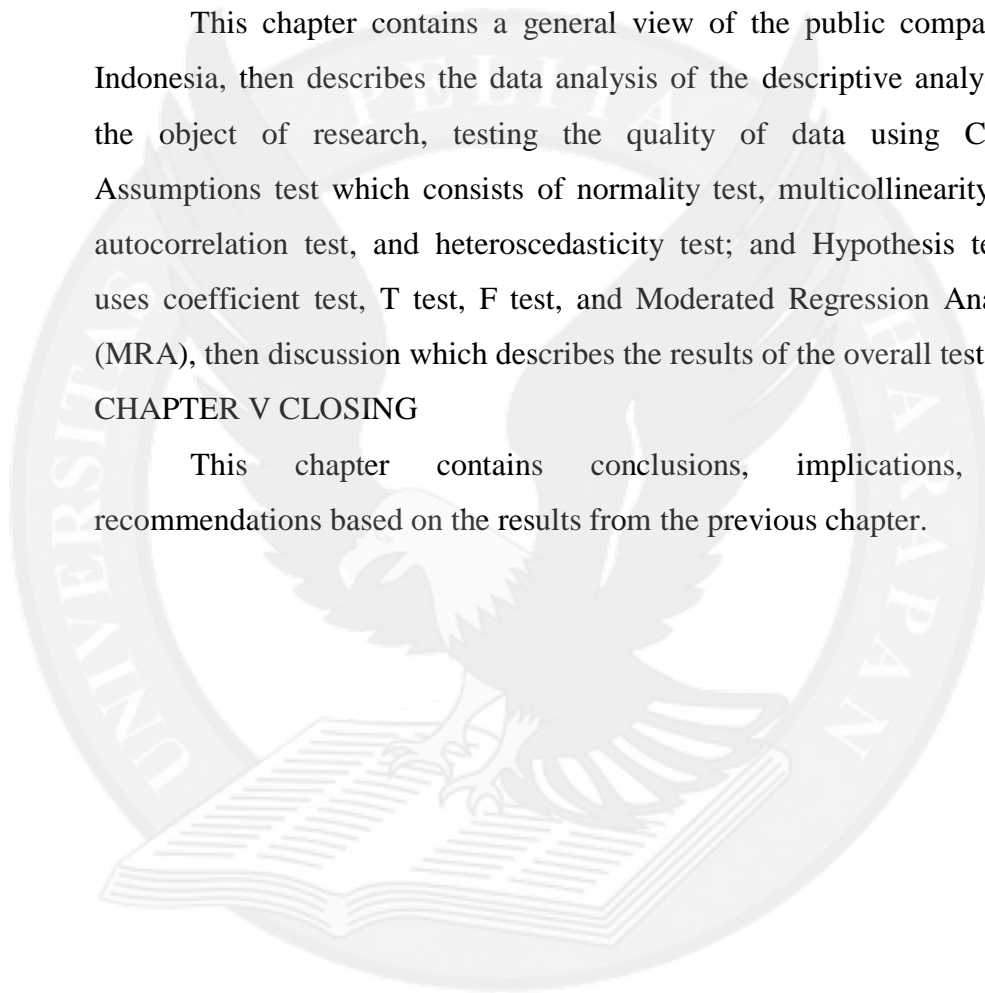 This chapter contains a general view of the public compa
Indonesia, then describes the data analysis of the descriptive analy
the object of research, testing the quality of data using C
Assumptions test which consists of normality test, multicollinearity
autocorrelation test, and heteroscedasticity test; and Hypothesis te
uses coefficient test, T test, F test, and Moderated Regression Ana
(MRA), then discussion which describes the results of the overall test
CHAPTER V CLOSING
This chapter contains conclusions, implications,
recommendations based on the results from the previous chapter.
UNIVERSITAS PELITA HARAPAN